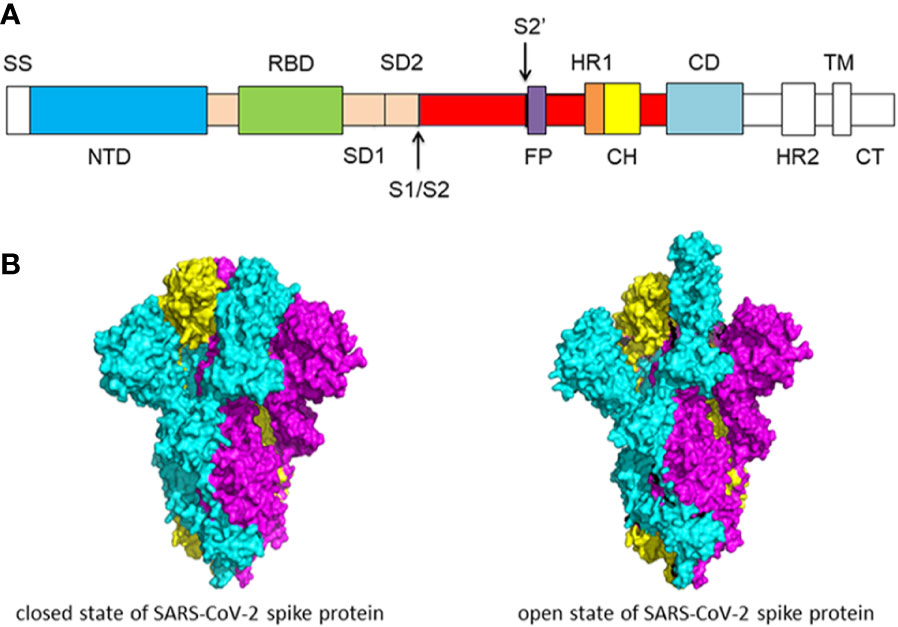 A
S2’
SS RBD SD2 HR1 CD TM
NTD SD1 FP CH HR2 CT
S1/S2
B
closed state of SARS-CoV-2 spike protein
open state of SARS-CoV-2 spike protein